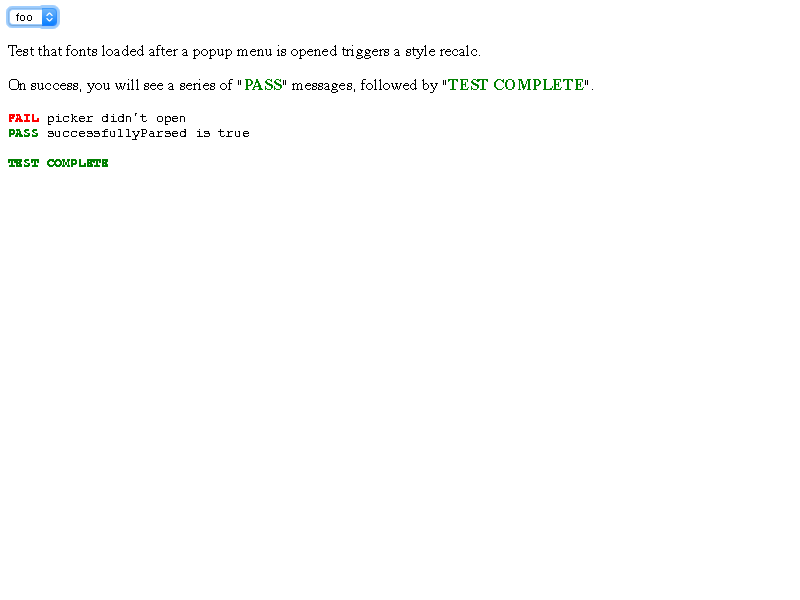 foo
Test that fonts loaded after a popup menu is opened triggers a style recalc.
On success, you will see a series of "PASS" messages, followed by "TEST COMPLETE".
FAIL picker didn't open
PASS successfullyParsed is true
TEST COMPLETE